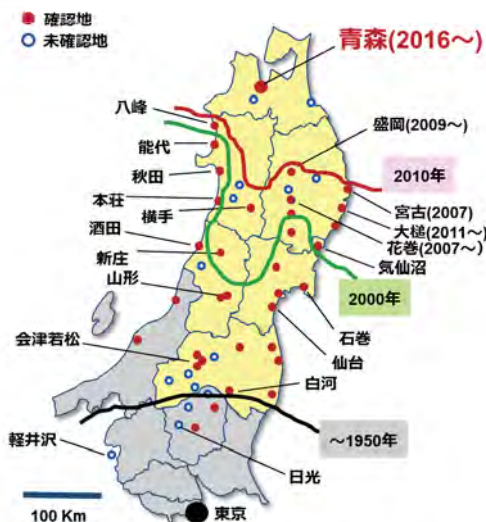 確認地
未確認地
青森(2016〜)
八峰
盛岡(2009〜)
能代
2010年
秋田
宮古(2007)
本荘
横手
大槌(2011〜)
酒田
花巻(2007〜)
新庄
気仙沼
山形
2000年
石巻
会津若松
仙台
白河
〜1950年
軽井沢
日光
100 Km
東京